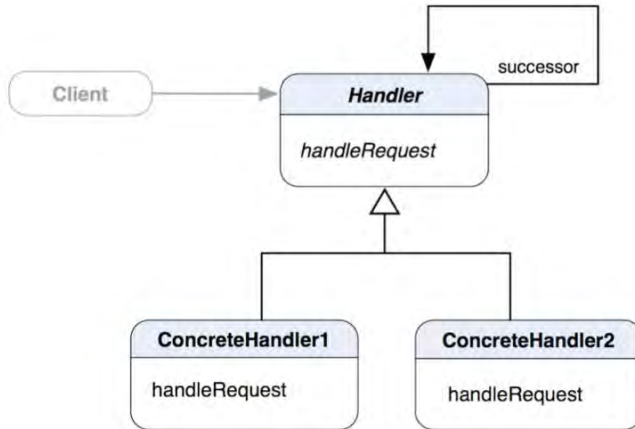 successor
Client
Handler
handleRequest
ConcreteHandler1
ConcreteHandler2
handleRequest
handleRequest